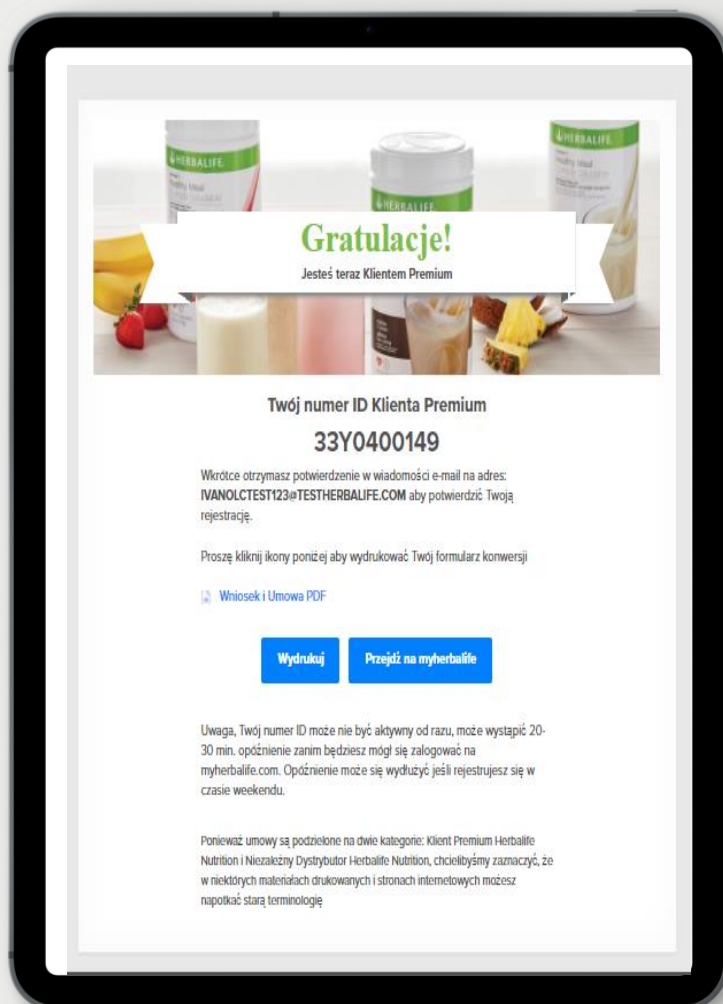 HERBALIFE
HERBALIFE
HERBALIFE
Healthy Meal
Gratulacje!
Jesteś teraz Klientem Premium
Twój numer ID Klienta Premium
33Y0400149
Wkrótce otrzymasz potwierdzenie w wiadomości e-mail na adres:
IVANOLCTEST123@TESTHERBALIFE.COM aby potwierdzić Twoją
rejestrację.
Proszę kliknij ikony poniżej aby wydrukować Twój formularz konwersji
Wniosek i Umowa PDF
Wydrukuj
Przejdź na myherbalife
Uwaga, Twój numer ID może nie być aktywny od razu, może wystąpić 20-
30 min. opóźnienie zanim będziesz mógł się zalogować na
myherbalife.com. Opóźnienie może się wydłużyć jeśli rejestrujesz się w
czasie weekendu.
Ponieważ umowy są podzielone na dwie kategorie: Klient Premium Herbalife
Nutrition i Niezależny Dystrybutor Herbalife Nutrition, chcielibyśmy zaznaczyć, że
w niektórych materiałach drukowanych i stronach internetowych możesz
napotkać starą terminologię